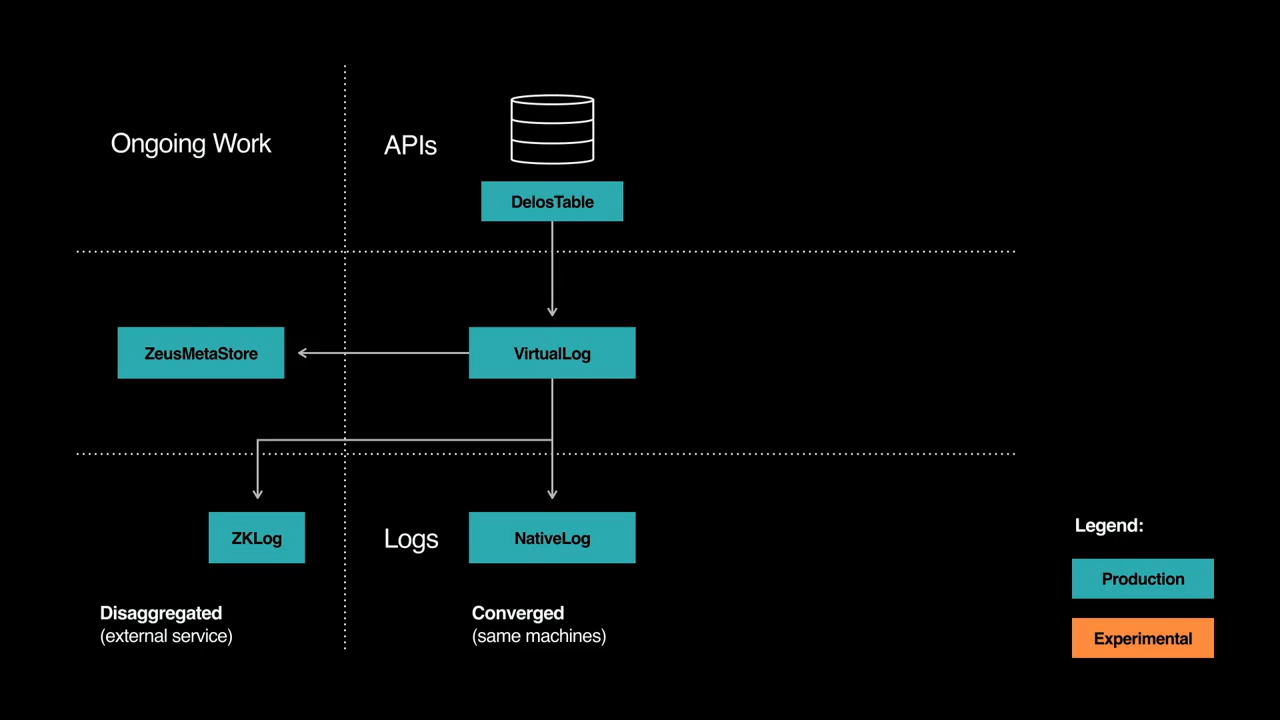 Ongoing Work
APIs
DelosTable
ZeusMetaStore
VirtualLog
ZKLog
Logs
NativeLog
Disaggregated
(external service)
Converged
(same machines)
Legend:
Production
Experimental